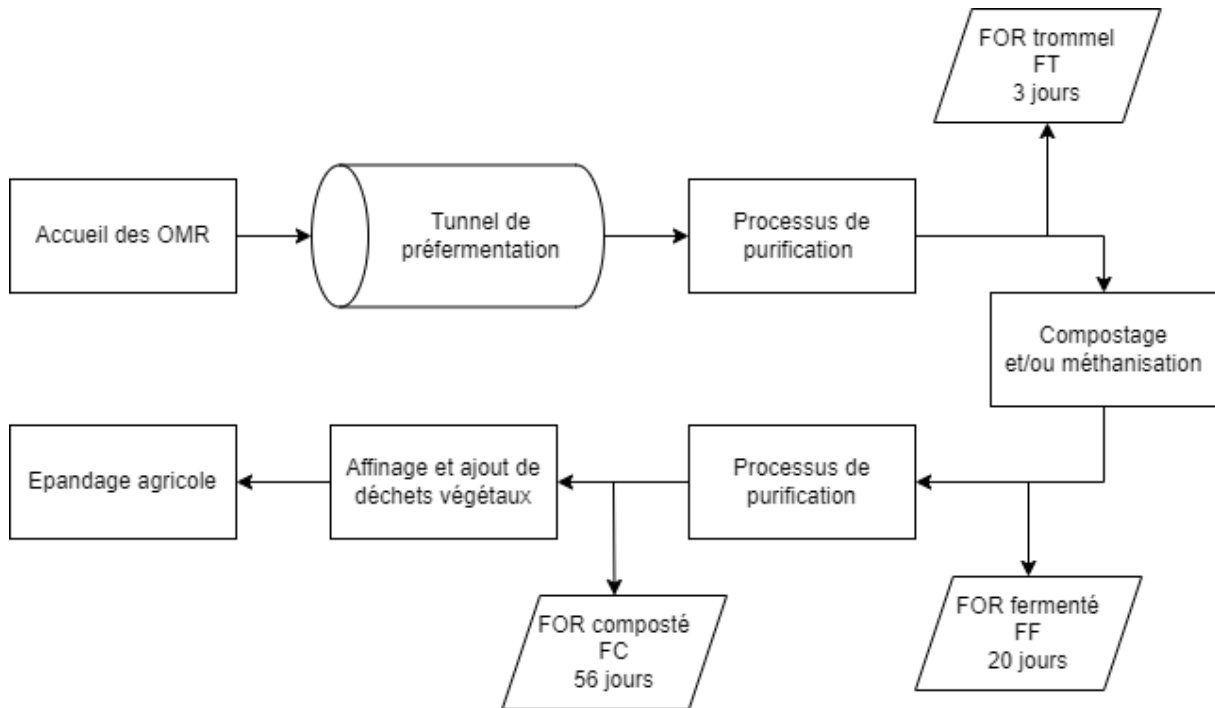 FOR trommel
FT
3 jours
Accueil des OMR
Tunnel de
préfermentation
Processus de
purification
Compostage
et/ou méthanisation
Epandage agricole
Affinage et ajout de
déchets végétaux
Processus de
purification
FOR composté
FC
56 jours
FOR fermenté
FF
20 jours